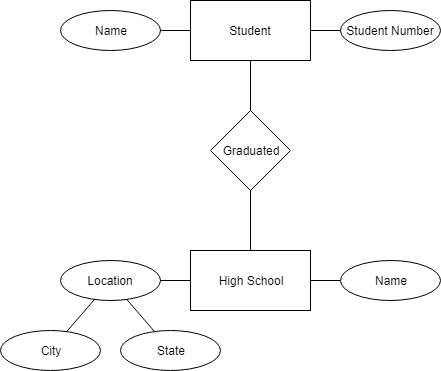 Name
Student
Student Number
Graduated
Location
High School
Name
City
State